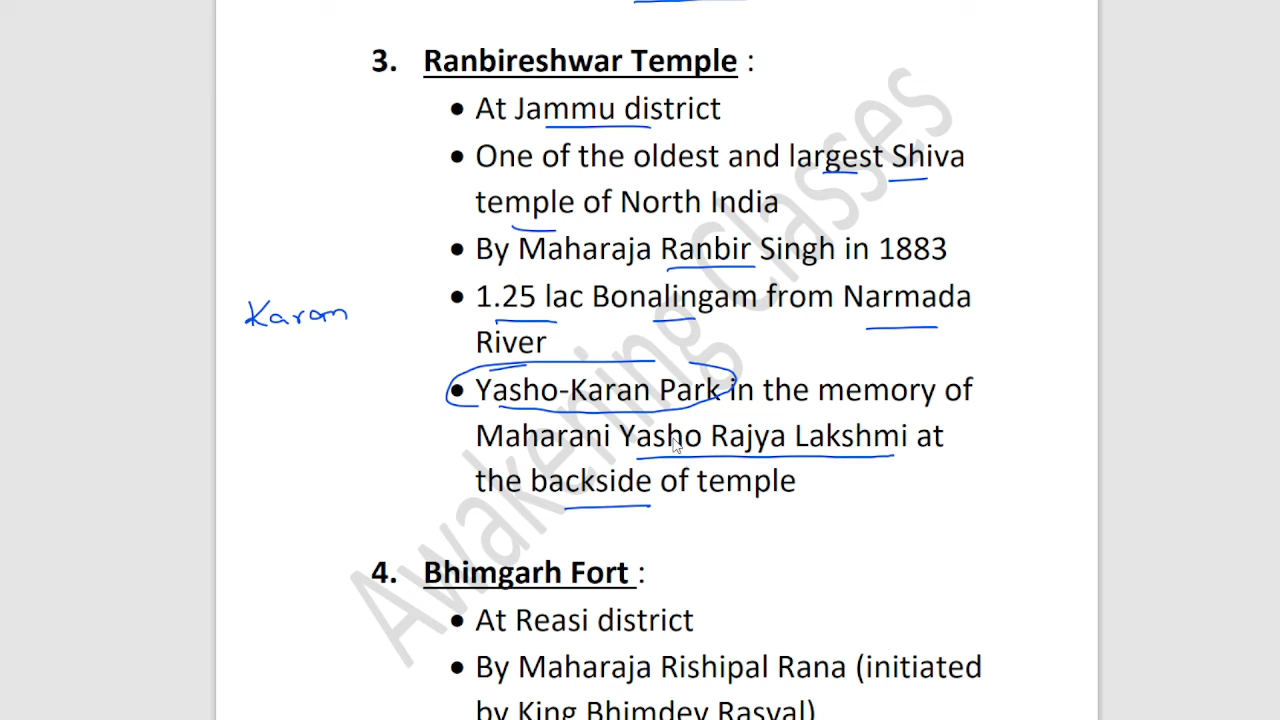 3. Ranbireshwar Temple :
• At Jammu district
• One of the oldest and largest Shiva
temple of North India
• By Maharaja Ranbir Singh in 1883
• 1.25 lac Bonalingam from Narmada
River
Karan
• Yasho-Karan Park in the memory of
Maharani Yasho Rajya Lakshmi at
the backside of temple
4. Bhimgarh Fort :
• At Reasi district
• By Maharaja Rishipal Rana (initiated
by King Bhimdev Rasyal)
Awakening Classes